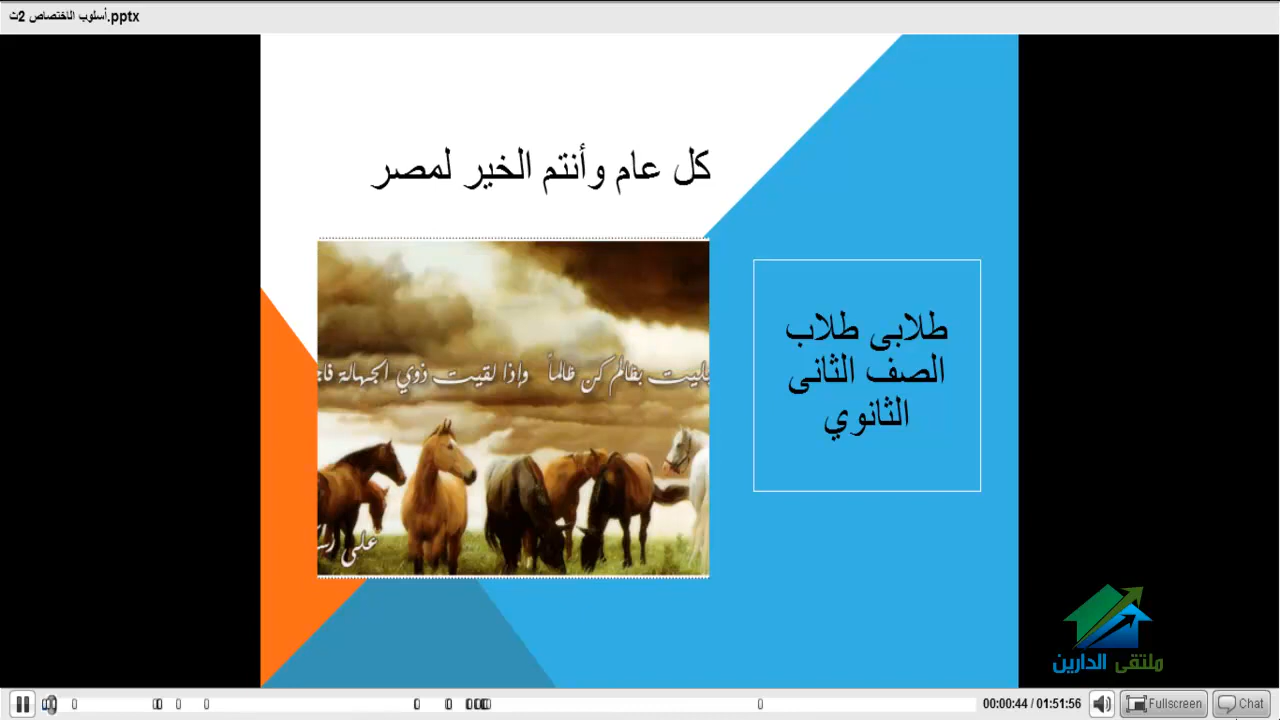 أسلوب الاختصاص 2ث.pptx
كل عام وأنتم الخير لمصر
بليت بظالم كن ظالماً وإذا لقيت ذوي الجهالة
على
طلابى طلاب
الصف الثانى
الثانوي
ملتقى الدارين
00:00:44 / 01:51:56
Fullscreen
Chat